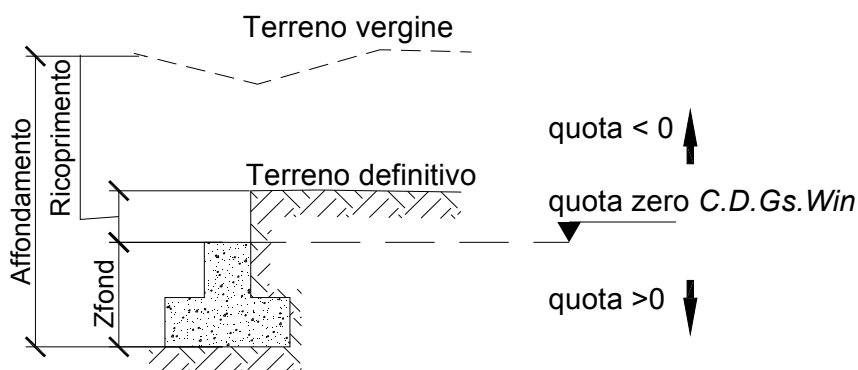 Terreno vergine
Affondamento
Ricoprimento
quota < 0
Terreno definitivo
quota zero C.D.Gs.Win
Zfond
quota >0